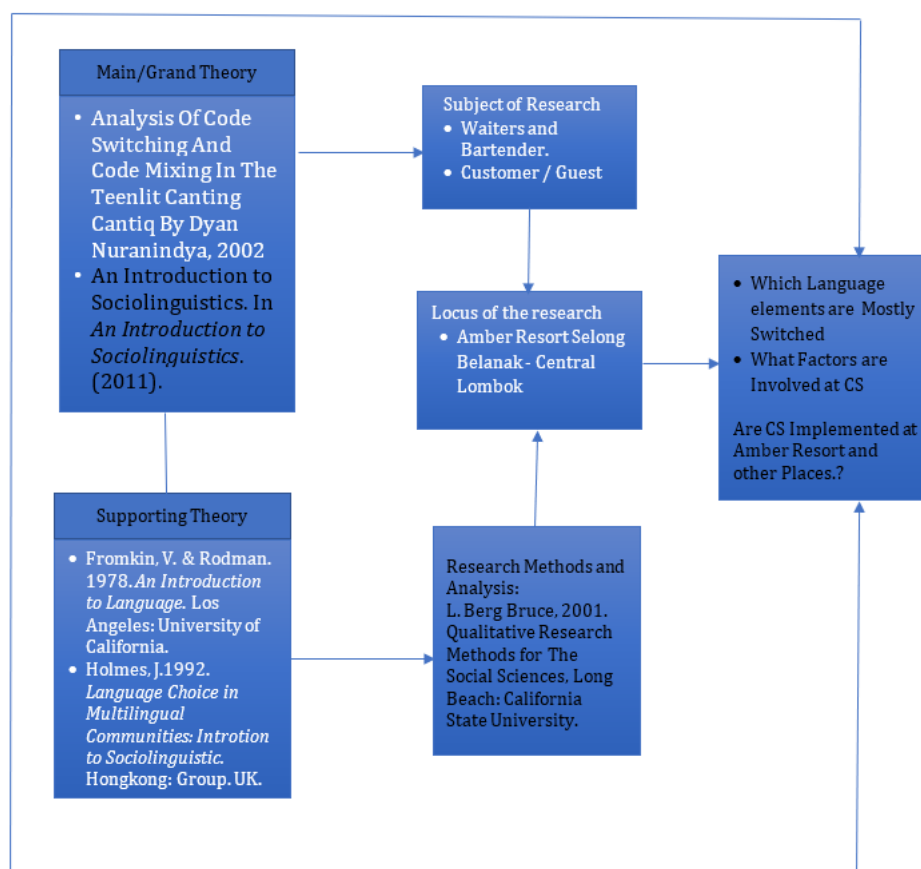 Main/Grand Theory
• Analysis Of Code
Switching And
Code Mixing In The
Teenlit Canting
Cantiq By Dyan
Nuranindya, 2002
• An Introduction to
Sociolinguistics. In
An Introduction to
Sociolinguistics.
(2011).
Subject of Research
• Waiters and
Bartender.
• Customer / Guest
Locus of the research
• Amber Resort Selong
Belanak - Central
Lombok
• Which Language
elements are Mostly
Switched
• What Factors are
Involved at CS
Are CS Implemented at
Amber Resort and
other Places.?
Supporting Theory
• Fromkin, V. & Rodman.
1978. An Introduction
to Language. Los
Angeles: University of
California.
• Holmes, J.1992.
Language Choice in
Multilingual
Communities: Introtion
to Sociolinguistic.
Hongkong: Group. UK.
Research Methods and
Analysis:
L. Berg Bruce, 2001.
Qualitative Research
Methods for The
Social Sciences, Long
Beach: California
State University.